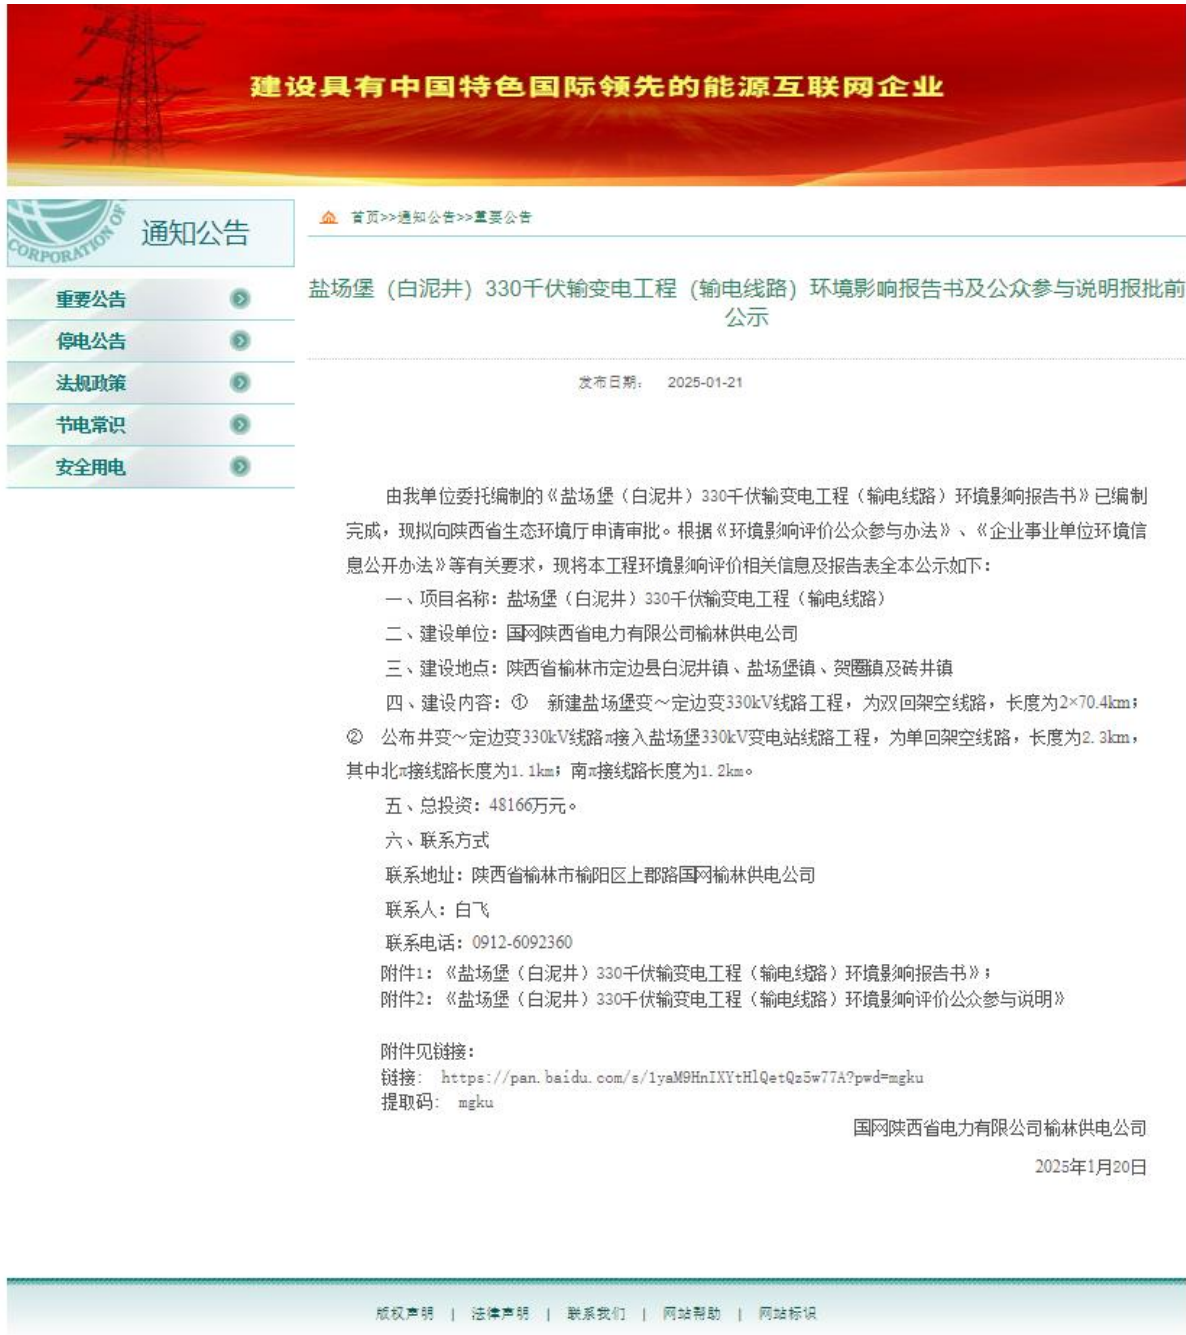 建设具有中国特色国际领先的能源互联网企业
CORPORATION OF
通知公告
首页>>通知公告>>重要公告
重要公告
停电公告
法规政策
节电常识
安全用电
盐场堡（白泥井）330千伏输变电工程（输电线路）环境影响报告书及公众参与说明报批前
公示
发布日期： 2025-01-21
由我单位委托编制的《盐场堡（白泥井）330千伏输变电工程（输电线路）环境影响报告书》已编制
完成，现拟向陕西省生态环境厅申请审批。根据《环境影响评价公众参与办法》、《企业事业单位环境信
息公开办法》等有关要求，现将本工程环境影响评价相关信息及报告表全本公示如下：
一、项目名称：盐场堡（白泥井）330千伏输变电工程（输电线路）
二、建设单位：国网陕西省电力有限公司榆林供电公司
三、建设地点：陕西省榆林市定边县白泥井镇、盐场堡镇、贺圈镇及砖井镇
四、建设内容：① 新建盐场堡变～定边变330kV线路工程，为双回架空线路，长度为2×70.4km；
② 公布井变～定边变330kV线路π接入盐场堡330kV变电站线路工程，为单回架空线路，长度为2.3km，
其中北π接线路长度为1.1km；南π接线路长度为1.2km。
五、总投资：48166万元。
六、联系方式
联系地址：陕西省榆林市榆阳区上郡路国网榆林供电公司
联系人：白飞
联系电话：0912-6092360
附件1：《盐场堡（白泥井）330千伏输变电工程（输电线路）环境影响报告书》；
附件2：《盐场堡（白泥井）330千伏输变电工程（输电线路）环境影响评价公众参与说明》
附件见链接：
链接： https://pan.baidu.com/s/1yaM9HnIXYtHlQetQz5w77A?pwd=mgku
提取码： mgku
国网陕西省电力有限公司榆林供电公司
2025年1月20日
版权声明 | 法律声明 | 联系我们 | 网站帮助 | 网站标识